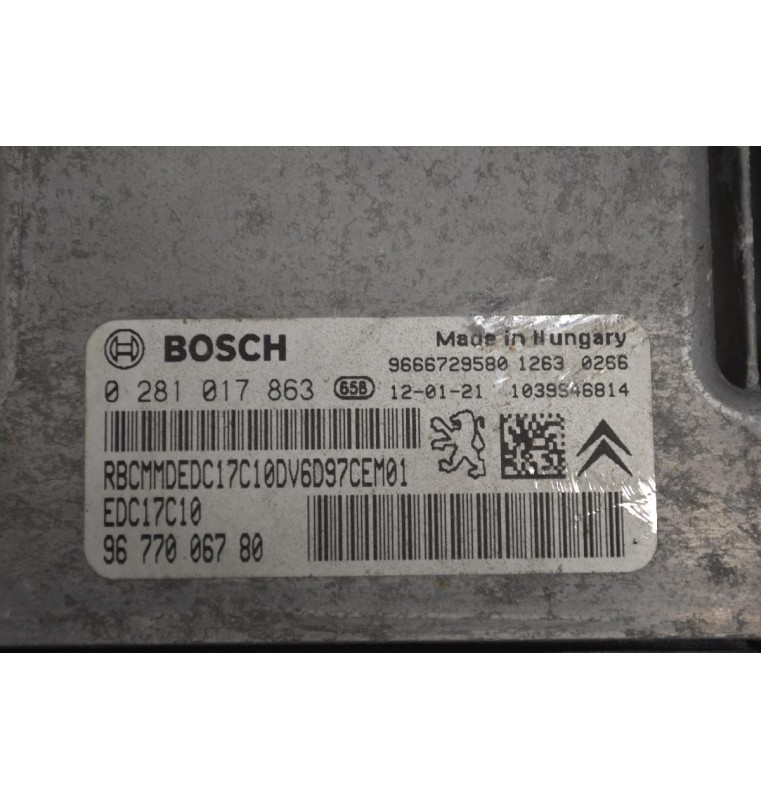 BOSCH
Made in Hungary
9666729580 1263 0266
0 281 017 863 65B 12-01-21 1039S46814
RBCMMDEDC17C10DV6D97CEM01
EDC17C10
96 770 067 80